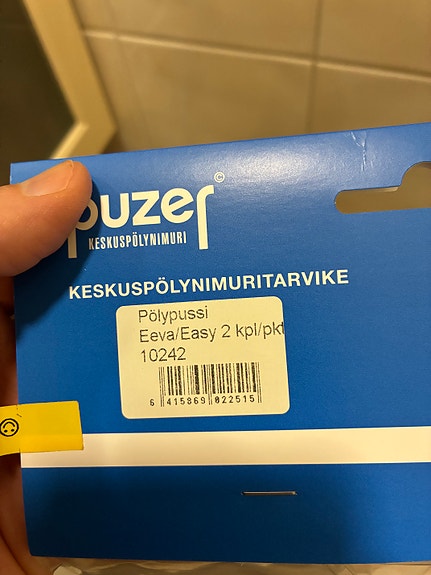 puzer©
KESKUSPÖLYNIMURI
KESKUSPÖLYNIMURITARVIKE
Pölypussi
Eeva/Easy 2 kpl/pkt
10242
6 415869 022515